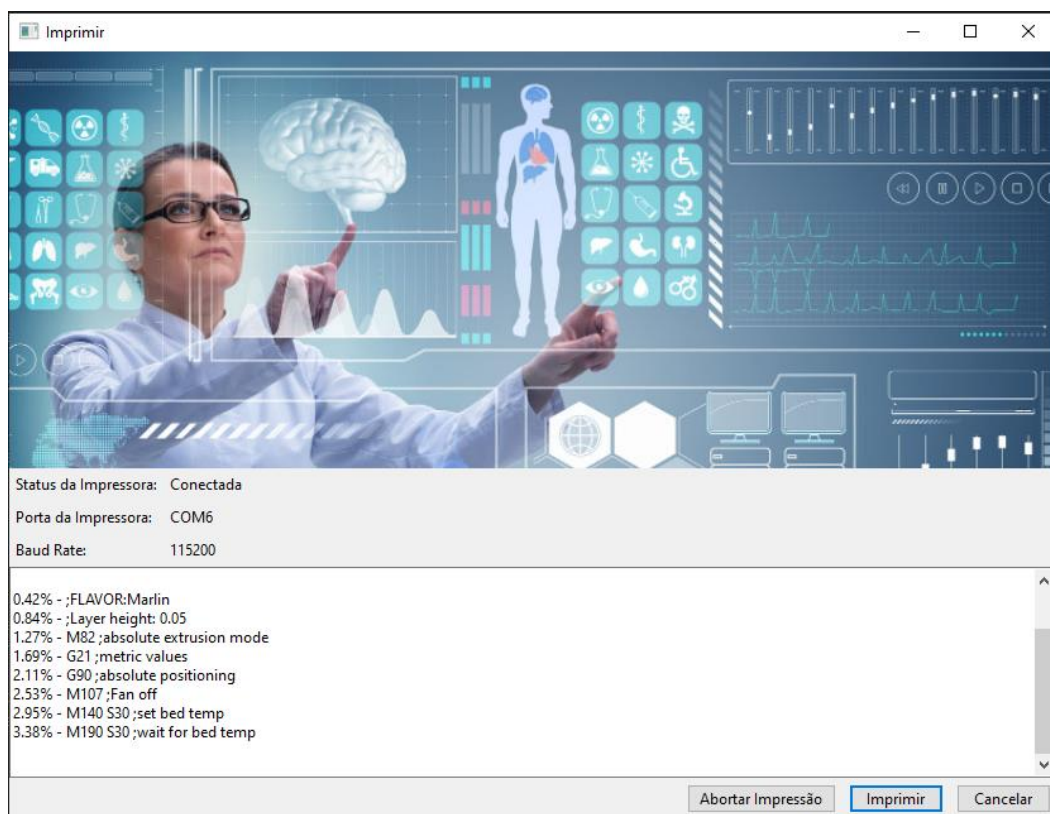 Imprimir
Status da Impressora: Conectada
Porta da Impressora: COM6
Baud Rate: 115200
0.42% - ;FLAVOR:Marlin
0.84% - ;Layer height: 0.05
1.27% - M82 ;absolute extrusion mode
1.69% - G21 ;metric values
2.11% - G90 ;absolute positioning
2.53% - M107 ;Fan off
2.95% - M140 S30 ;set bed temp
3.38% - M190 S30 ;wait for bed temp
Abortar Impressão Imprimir Cancelar